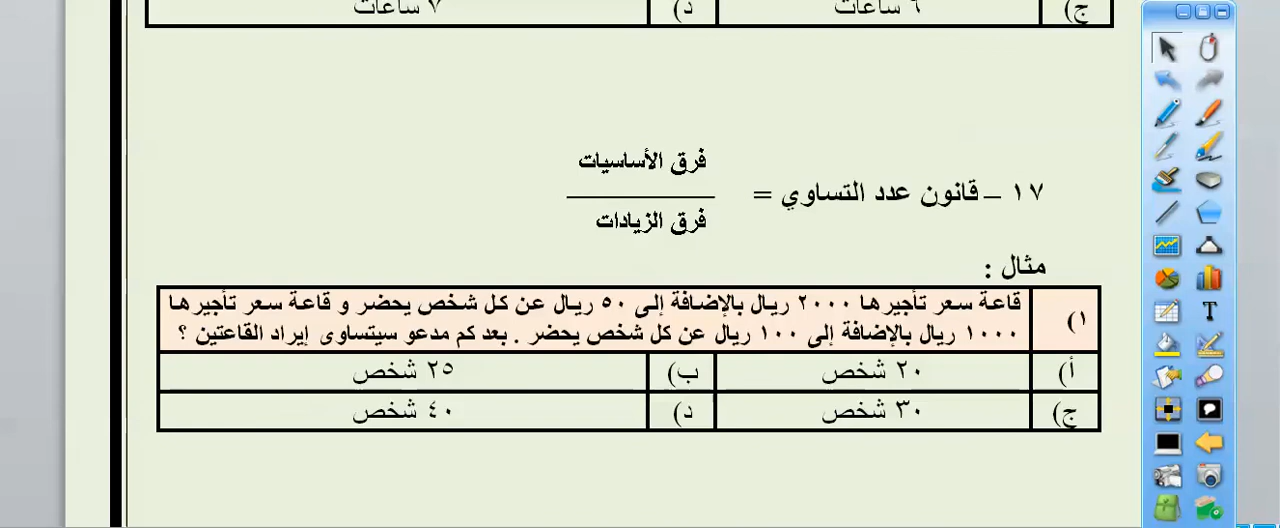 ج) ٦ ساعات د) ٧ ساعات
١٧ – قانون عدد التساوي = فرق الأساسيات
فرق الزيادات
مثال :
١) قاعة سعر تأجيرها ٢٠٠٠ ريال بالإضافة إلى ٥٠ ريال عن كل شخص يحضر و قاعة سعر تأجيرها
١٠٠٠ ريال بالإضافة إلى ١٠٠ ريال عن كل شخص يحضر . بعد كم مدعو سيتساوى إيراد القاعتين ؟
أ) ٢٠ شخص ب) ٢٥ شخص
ج) ٣٠ شخص د) ٤٠ شخص